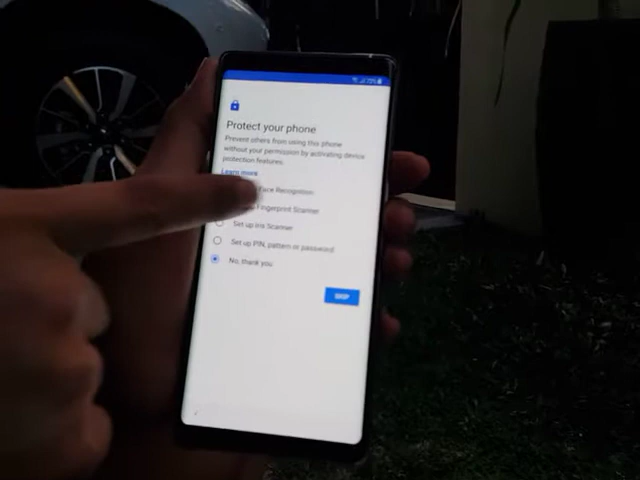 Protect your phone
Prevent others from using this phone
without your permission by activating device
protection features.
Learn more
Face Recognition
Fingerprint Scanner
Set up Iris Scanner
Set up PIN, pattern or password
No, thank you
SKIP